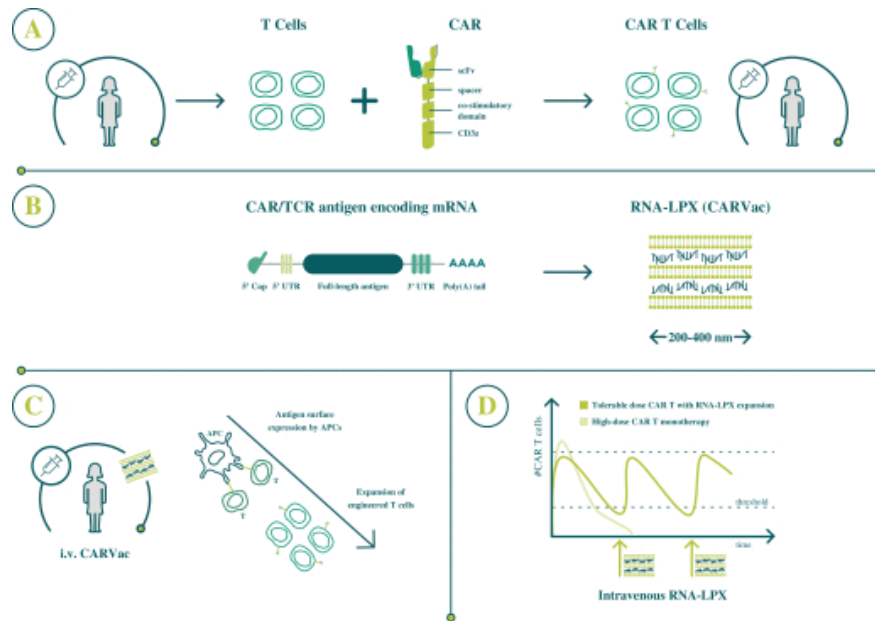 A
T Cells
CAR
CAR T Cells
scFv
spacer
co-stimulatory
domain
CD3z
B
CAR/TCR antigen encoding mRNA
RNA-LPX (CARVac)
AAAA
5' Cap
5' UTR
Full-length antigen
3' UTR
Poly(A) tail
200-400 nm
C
Antigen surface
expression by APCs
APC
T
T
Expansion of
engineered T cells
i.v. CARVac
D
Tolerable dose CAR T with RNA-LPX expansion
High-dose CAR T monotherapy
#CAR T cells
threshold
time
Intravenous RNA-LPX